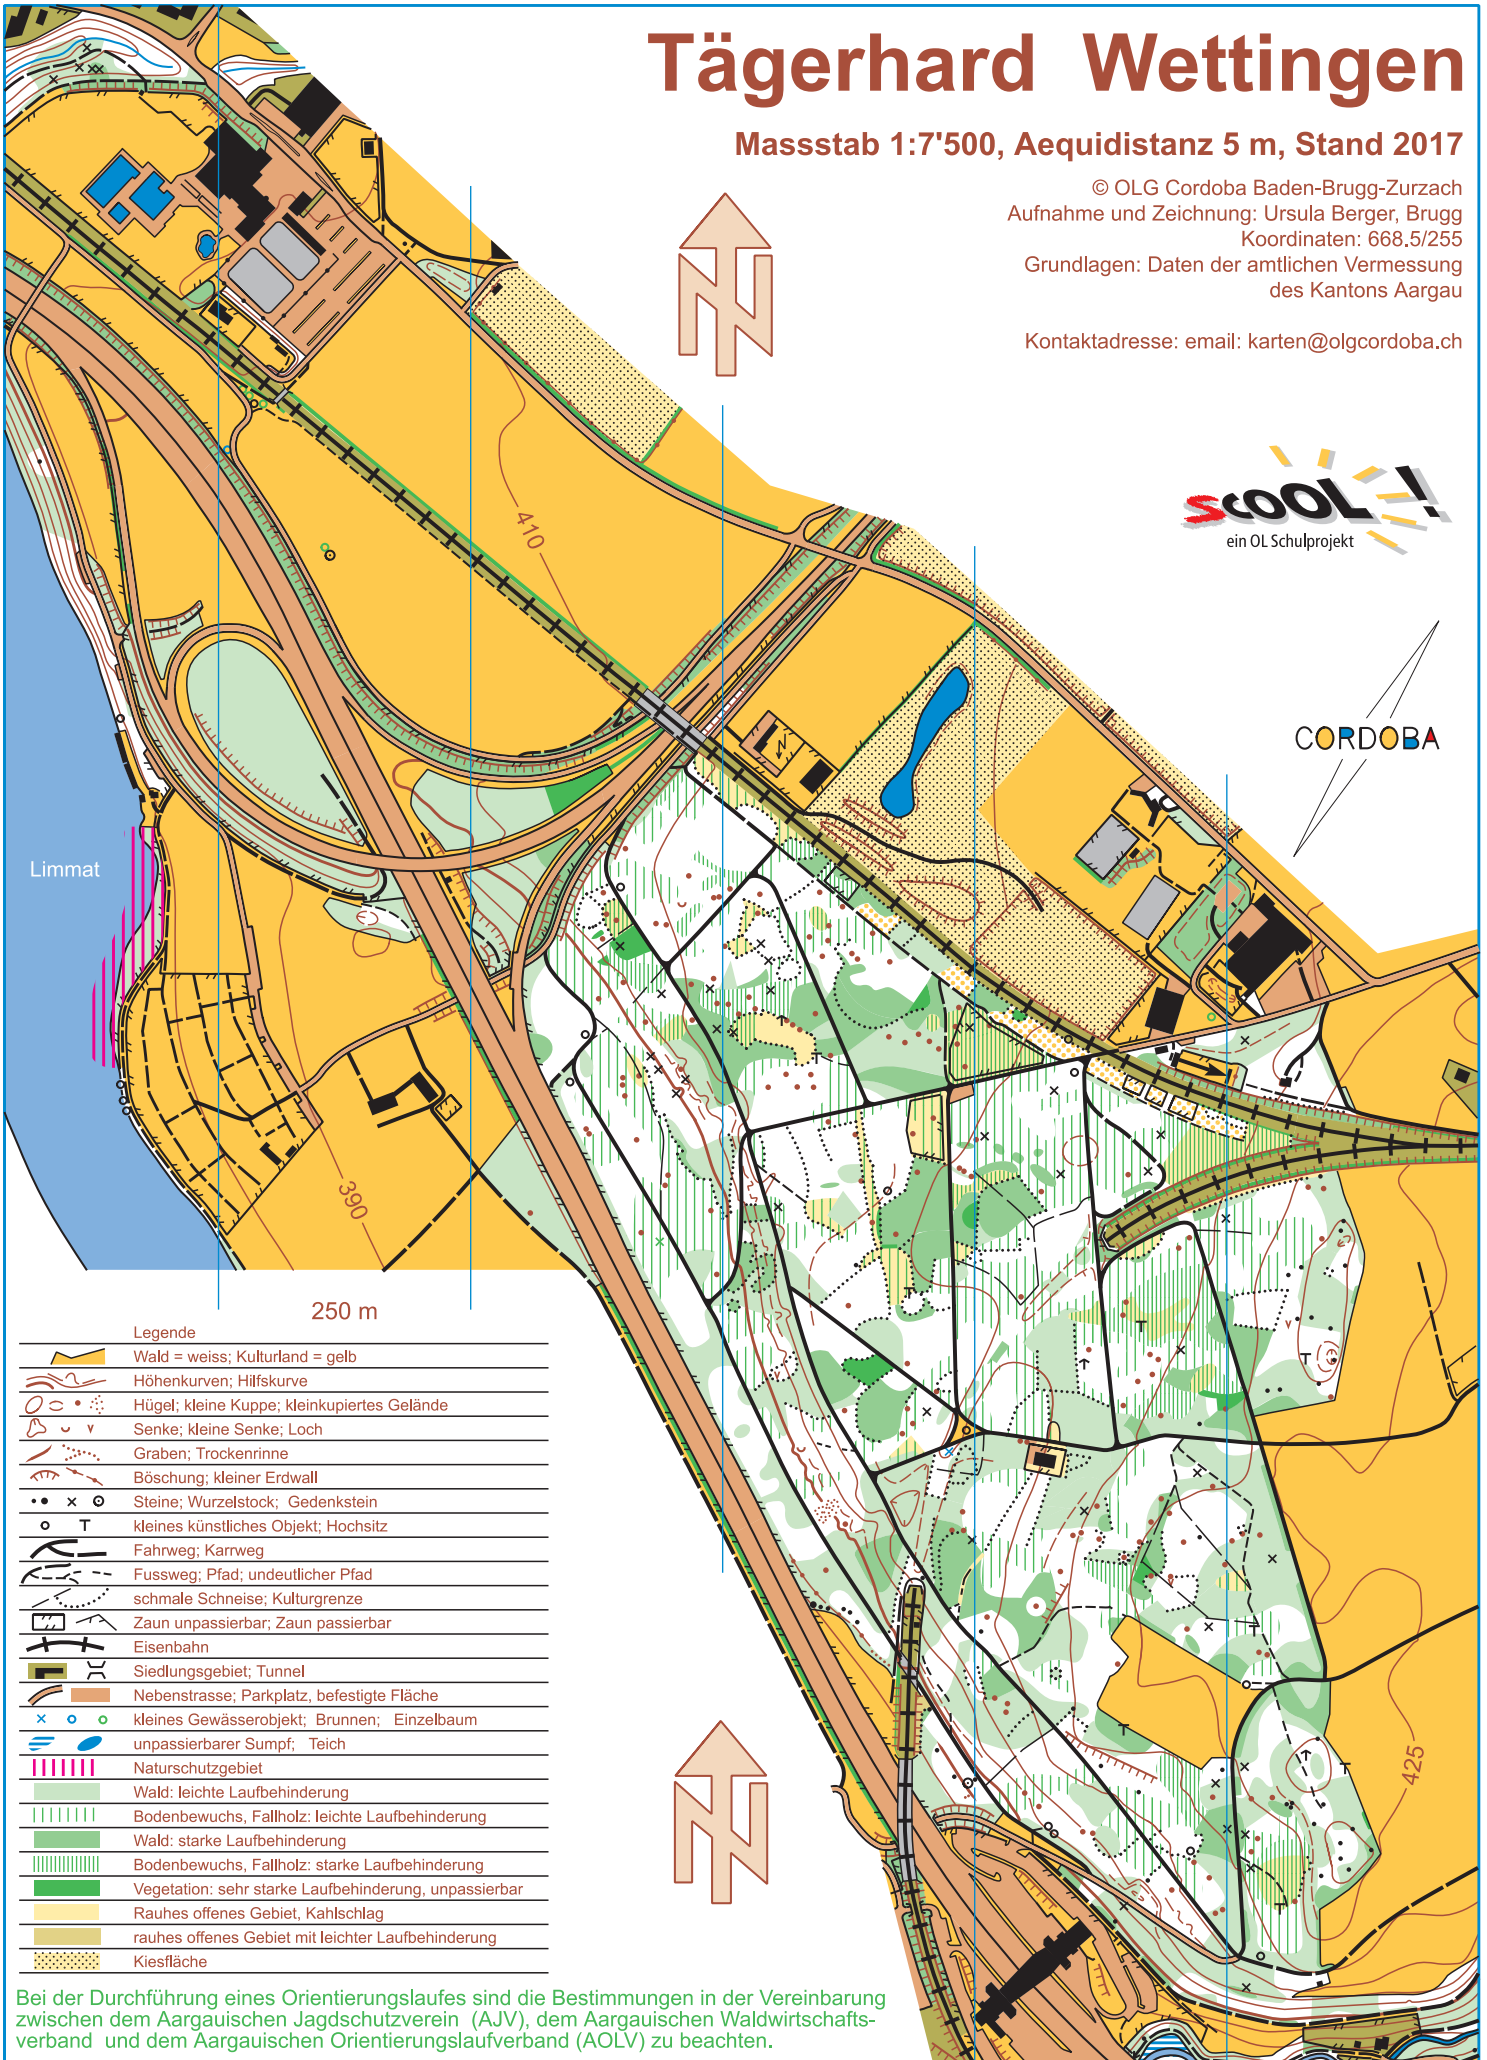 Tägerhard Wettingen
Massstab 1:7'500, Aequidistanz 5 m, Stand 2017
© OLG Cordoba Baden-Brugg-Zurzach
Aufnahme und Zeichnung: Ursula Berger, Brugg
Koordinaten: 668.5/255
Grundlagen: Daten der amtlichen Vermessung
des Kantons Aargau
Kontaktadresse: email: karten@olgcordoba.ch
scOOL !
ein OL Schulprojekt
CORDOBA
410
Limmat
390
425
250 m
Legende
Wald = weiss; Kulturland = gelb
Höhenkurven; Hilfskurve
Hügel; kleine Kuppe; kleinkupiertes Gelände
Senke; kleine Senke; Loch
Graben; Trockenrinne
Böschung; kleiner Erdwall
Steine; Wurzelstock; Gedenkstein
kleines künstliches Objekt; Hochsitz
Fahrweg; Karrweg
Fussweg; Pfad; undeutlicher Pfad
schmale Schneise; Kulturgrenze
Zaun unpassierbar; Zaun passierbar
Eisenbahn
Siedlungsgebiet; Tunnel
Nebenstrasse; Parkplatz, befestigte Fläche
kleines Gewässerobjekt; Brunnen; Einzelbaum
unpassierbarer Sumpf; Teich
Naturschutzgebiet
Wald: leichte Laufbehinderung
Bodenbewuchs, Fallholz: leichte Laufbehinderung
Wald: starke Laufbehinderung
Bodenbewuchs, Fallholz: starke Laufbehinderung
Vegetation: sehr starke Laufbehinderung, unpassierbar
Rauhes offenes Gebiet, Kahlschlag
rauhes offenes Gebiet mit leichter Laufbehinderung
Kiesfläche
Bei der Durchführung eines Orientierungslaufes sind die Bestimmungen in der Vereinbarung
zwischen dem Aargauischen Jagdschutzverein (AJV), dem Aargauischen Waldwirtschafts-
verband und dem Aargauischen Orientierungslaufverband (AOLV) zu beachten.